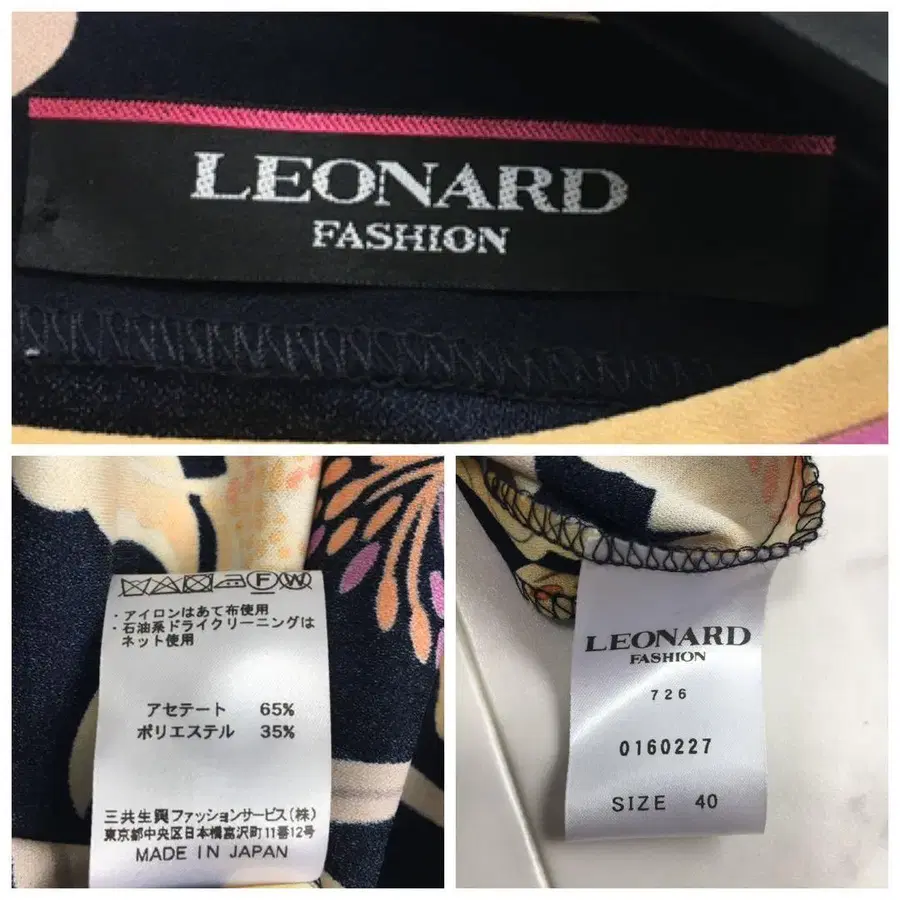 LEONARD
FASHION
F W
・アイロンはあて布使用
・石油系ドライクリーニングは
ネット使用
アセテート 65%
ポリエステル 35%
三共生興ファッションサービス(株)
東京都中央区日本橋富沢町11番12号
MADE IN JAPAN
LEONARD
FASHION
726
0160227
SIZE 40